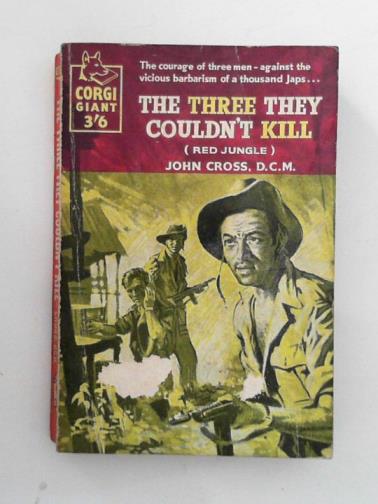 The courage of three men - against the
vicious barbarism of a thousand Japs...
CORGI
GIANT
3'6
THE THREE THEY
COULDN'T KILL
( RED JUNGLE )
JOHN CROSS, D.C.M.